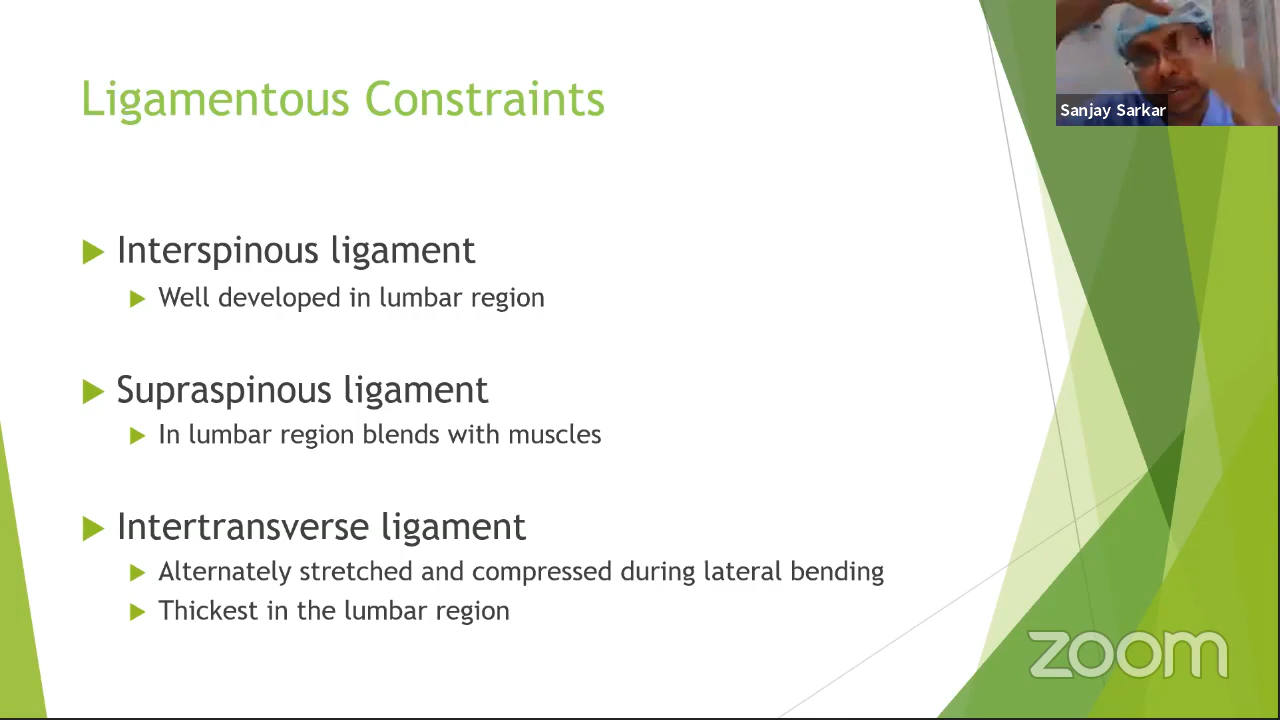 Ligamentous Constraints
Sanjay Sarkar
Interspinous ligament
Well developed in lumbar region
Supraspinous ligament
In lumbar region blends with muscles
Intertransverse ligament
Alternately stretched and compressed during lateral bending
Thickest in the lumbar region
zoom